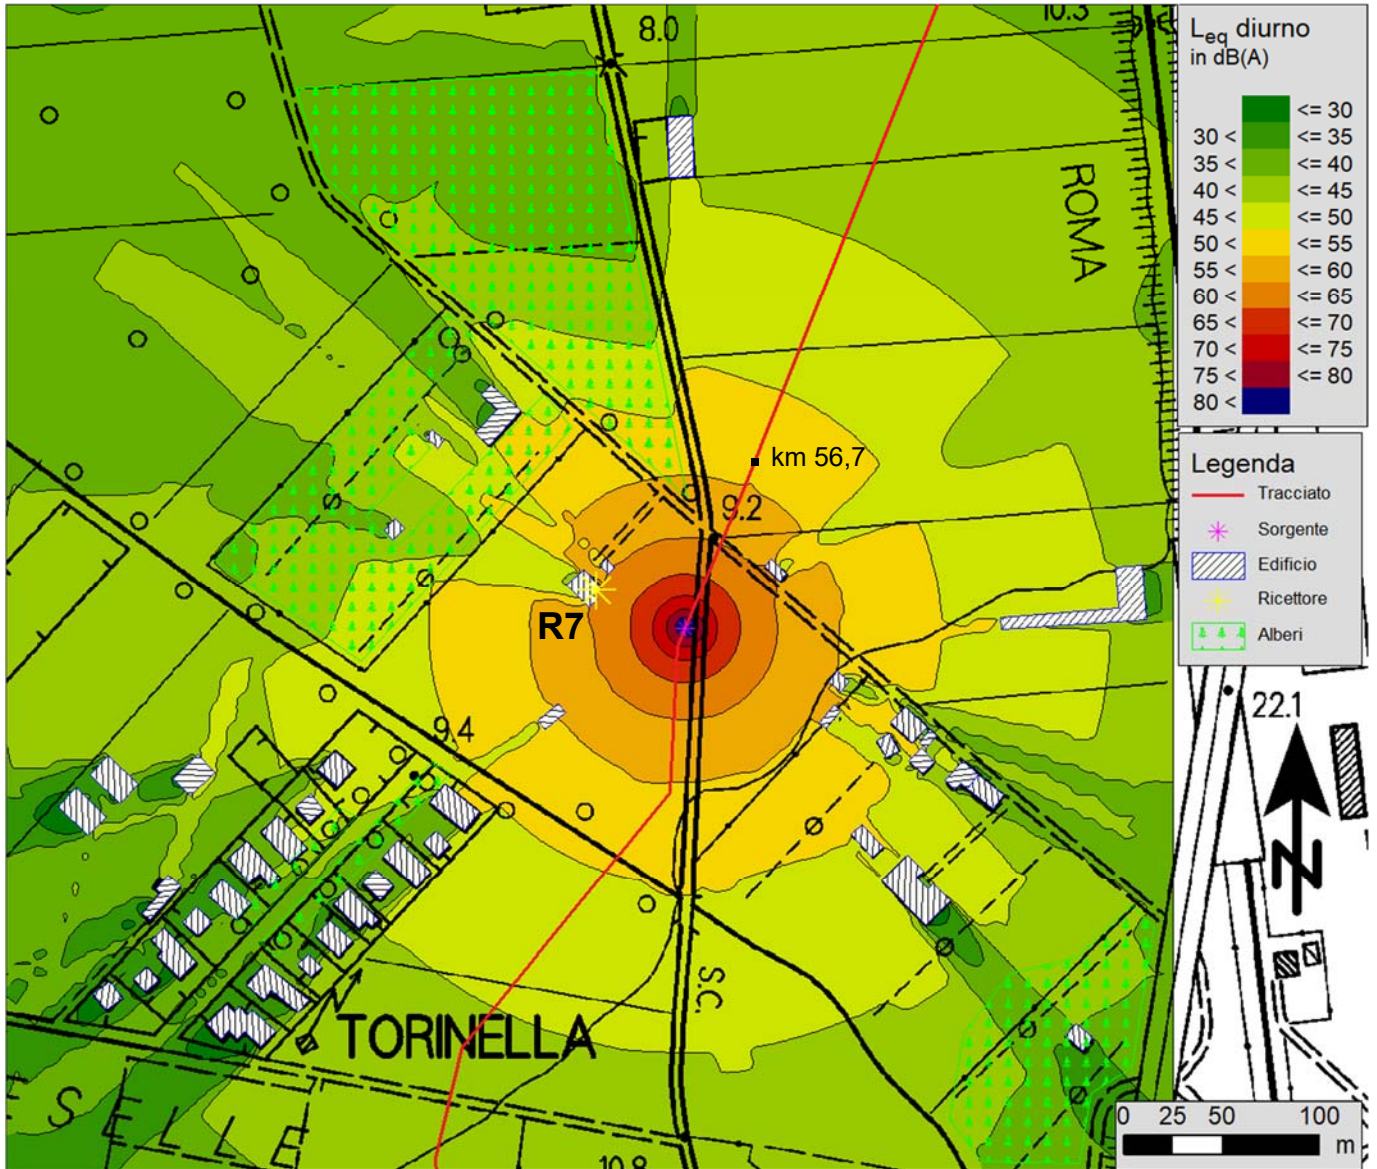 8.0
10.3
ROMA
km 56,7
9.2
R7
9.4
S.C.
TORINELLA
SELLE
10.8
22.1
N
Leq diurno
in dB(A)
<= 30
30 < <= 35
35 < <= 40
40 < <= 45
45 < <= 50
50 < <= 55
55 < <= 60
60 < <= 65
65 < <= 70
70 < <= 75
75 < <= 80
80 <
Legenda
Tracciato
Sorgente
Edificio
Ricettore
Alberi
0 25 50 100
m